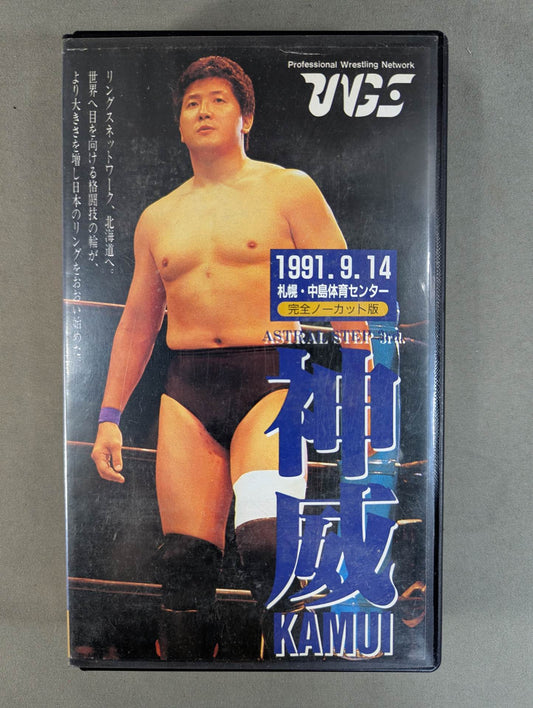 Professional Wrestling Network
RINGS
リングスネットワーク、北海道へ。
世界へ目を向ける格闘技の輪が、
より大きさを増し日本のリングをおおい始めた。
1991.9.14
札幌・中島体育センター
完全ノーカット版
ASTRAL STEP-3rd.
神威
KAMUI